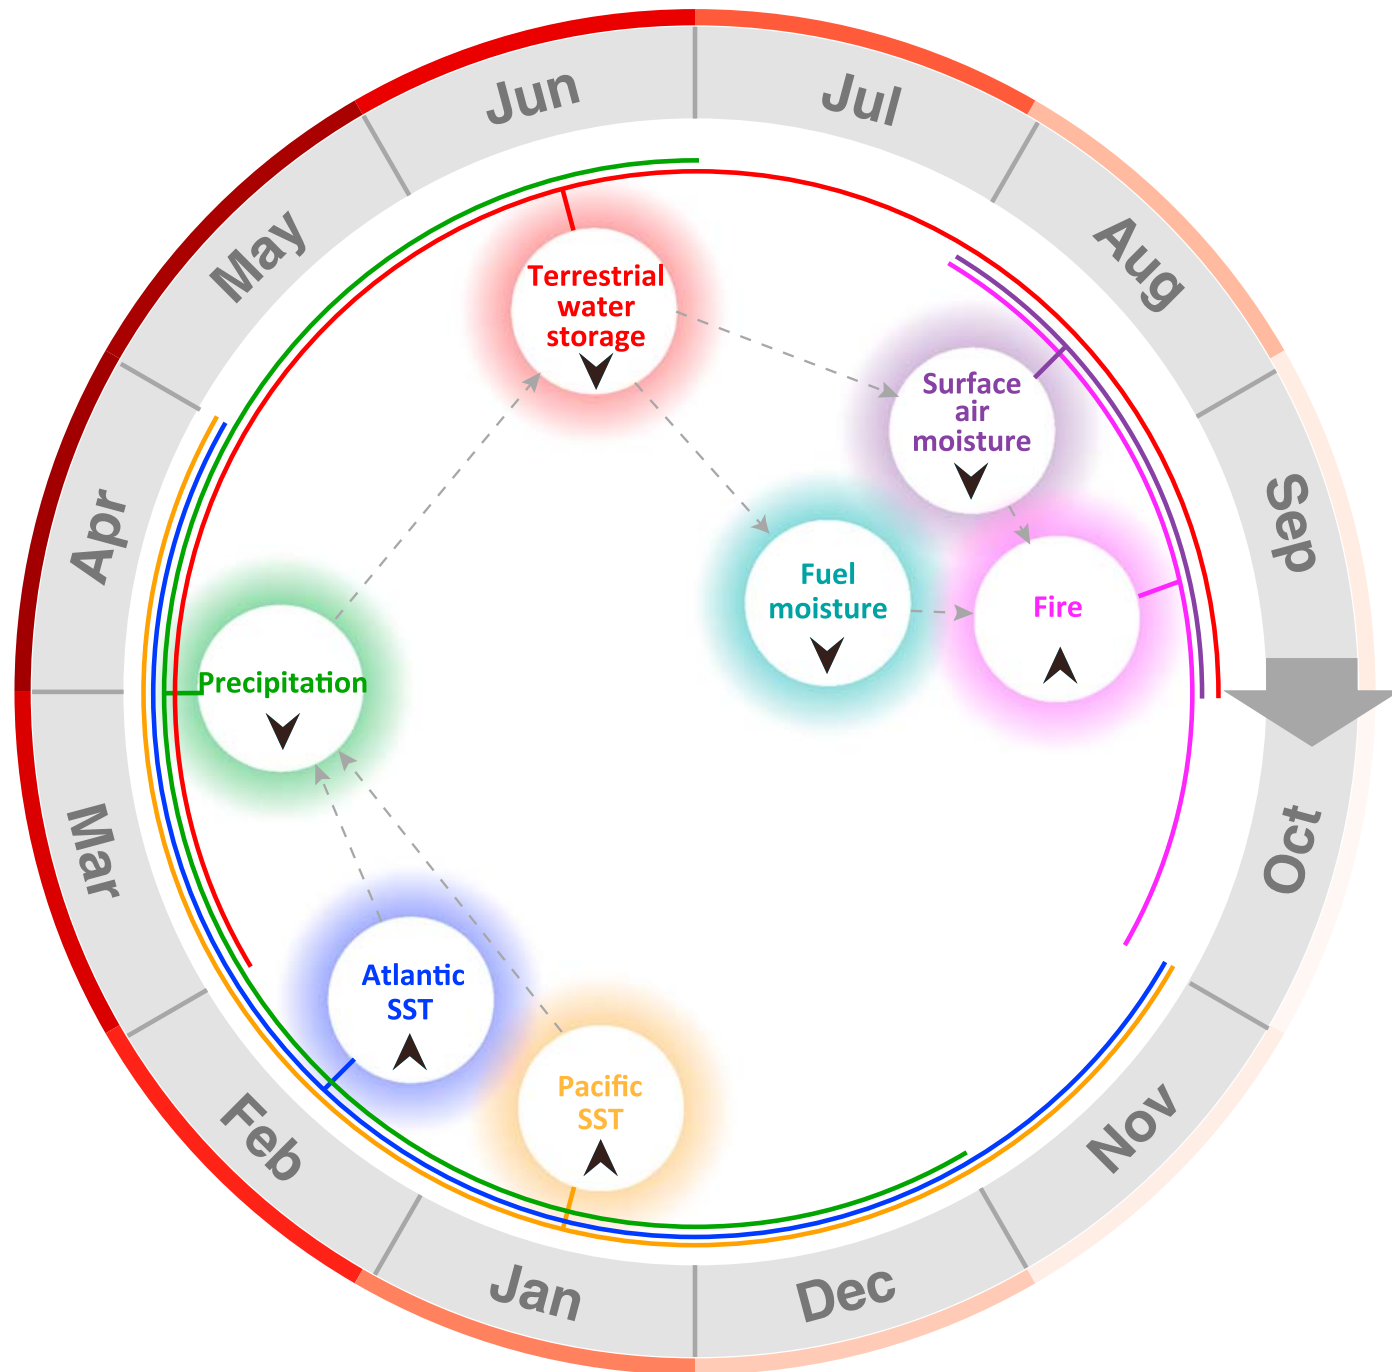 Jun
Jul
May
Aug
Apr
Sep
Mar
Oct
Feb
Nov
Jan
Dec
Terrestrial
water
storage
Surface
air
moisture
Fuel
moisture
Fire
Precipitation
Atlantic
SST
Pacific
SST